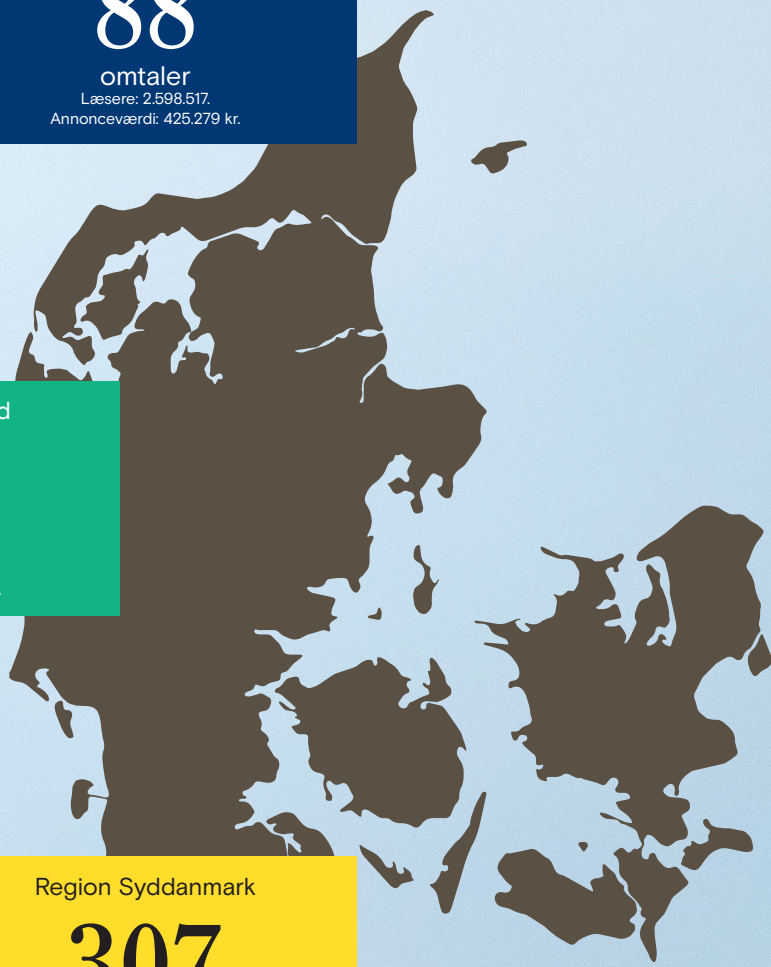 88
omtaler
Læsere: 2.598.517.
Annonceværdi: 425.279 kr.
d
Region Syddanmark
307